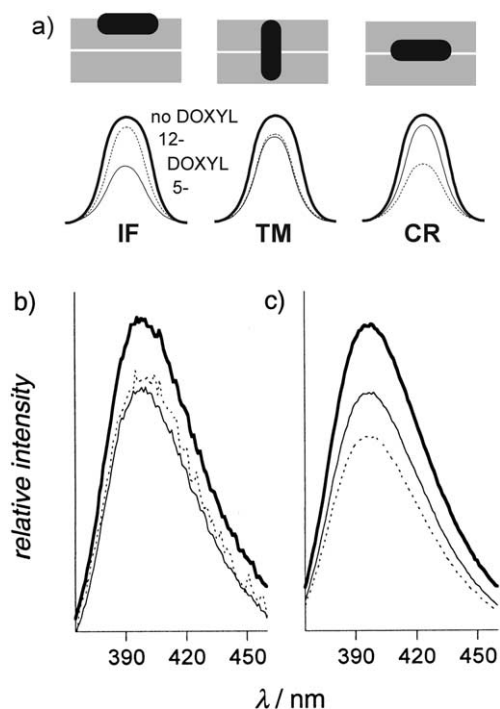 a)
no DOXYL
12-
DOXYL
5-
IF TM CR
b) c)
relative intensity
390 420 450 390 420 450
λ / nm